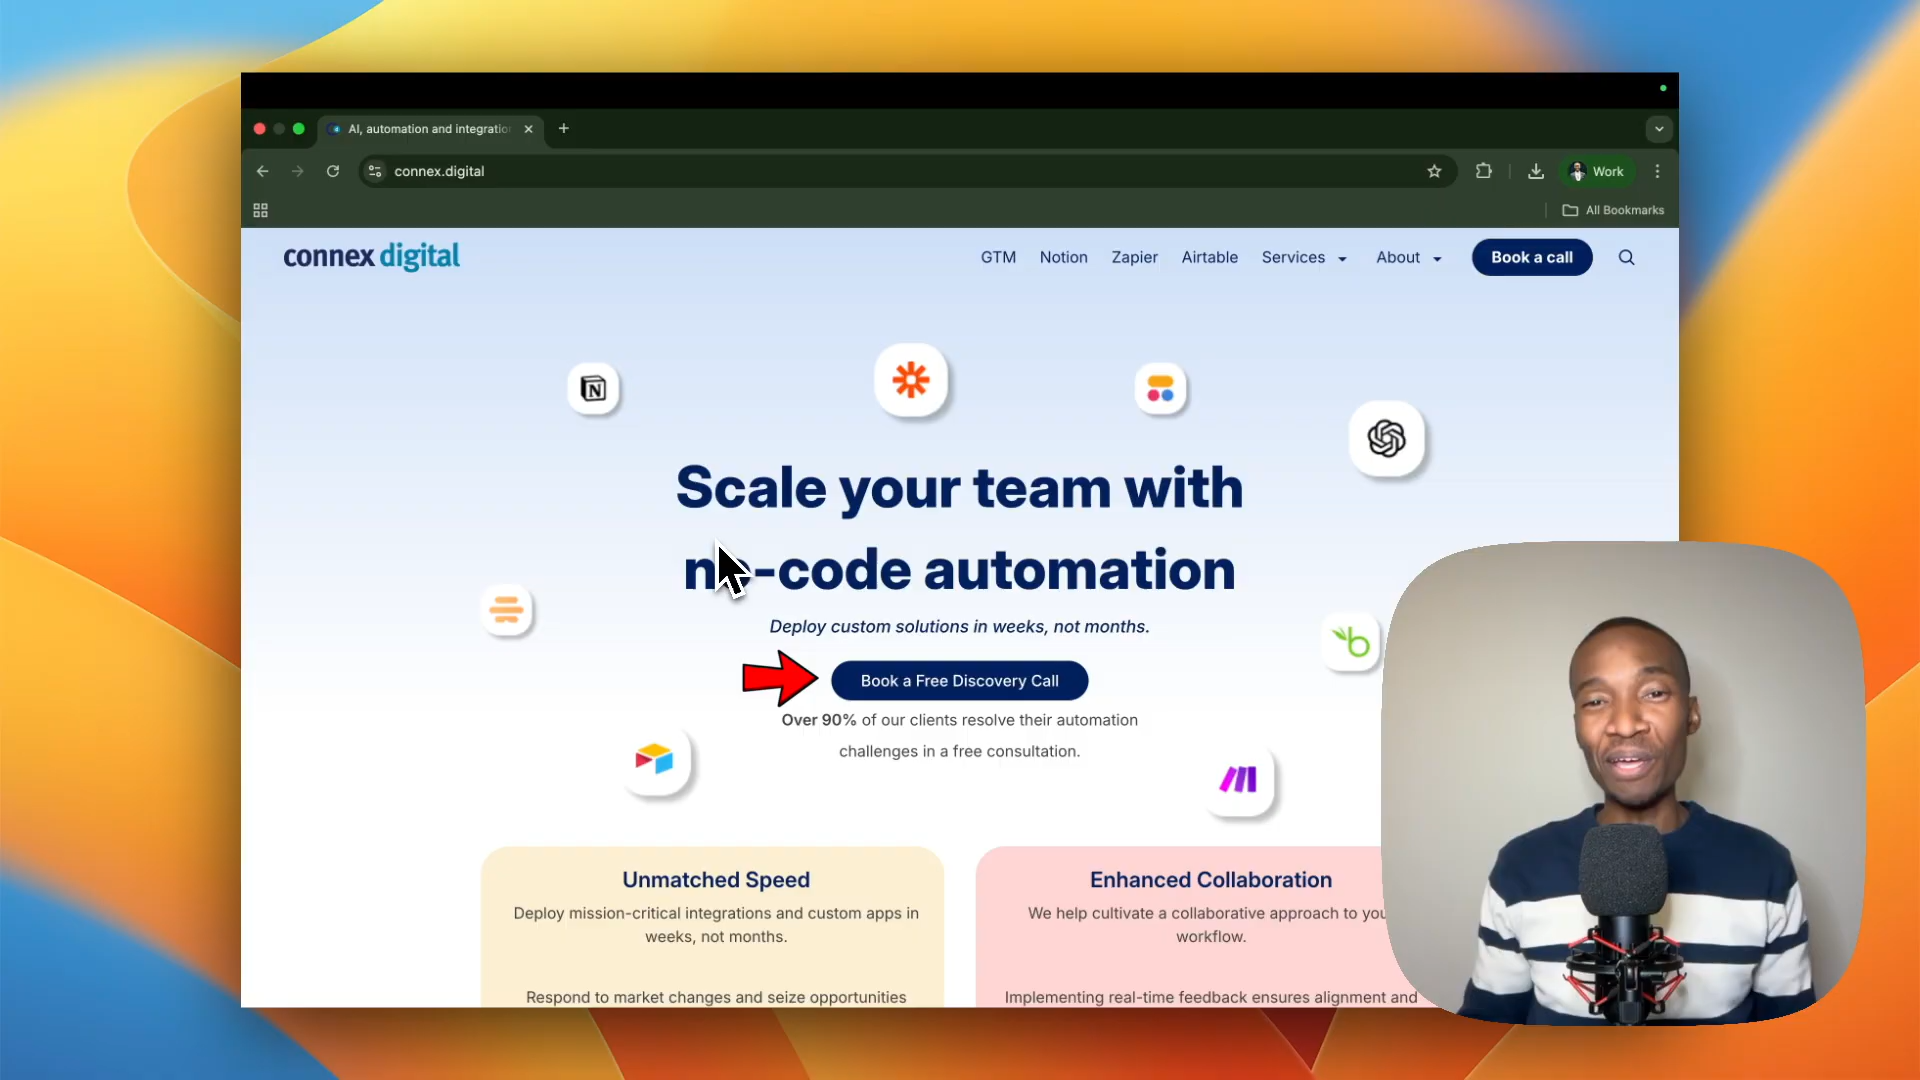 AI, automation and integratio
connex.digital
Work
All Bookmarks
connex digital
GTM
Notion
Zapier
Airtable
Services
About
Book a call
N
Scale your team with
no-code automation
Deploy custom solutions in weeks, not months.
Book a Free Discovery Call
Over 90% of our clients resolve their automation
challenges in a free consultation.
b
Unmatched Speed
Deploy mission-critical integrations and custom apps in
weeks, not months.
Respond to market changes and seize opportunities
Enhanced Collaboration
We help cultivate a collaborative approach to you
workflow.
Implementing real-time feedback ensures alignment and